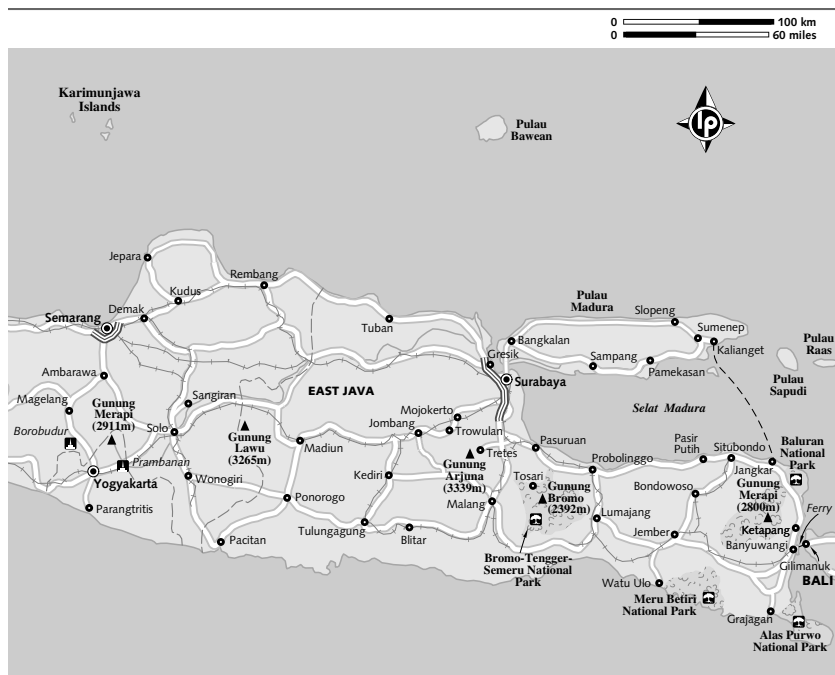 0 100 km
0 60 miles
Karimunjawa
Islands
Pulau
Bawean
lp
Jepara
Rembang
Kudus
Demak
Semarang
Tuban
Pulau
Madura
Slopeng
Sumenep
Bangkalan
Kalianget
Gresik
Pulau
Raas
Sampang
Pamekasan
Pulau
Sapudi
Ambarawa
Surabaya
Sangiran
EAST JAVA
Magelang
Gunung
Merapi
(2911m)
Mojokerto
Selat Madura
Borobudur
Solo
Gunung
Lawu
(3265m)
Jombang
Trowulan
Madiun
Tretes
Pasuruan
Pasir
Putih
Situbondo
Baluran
National
Park
Prambanan
Yogyakarta
Gunung
Arjuna
(3339m)
Probolinggo
Jangkar
Wonogiri
Kediri
Tosari
Gunung
Bromo
(2392m)
Bondowoso
Gunung
Merapi
(2800m)
Ponorogo
Malang
Ferry
Parangtritis
Lumajang
Ketapang
Tulungagung
Blitar
Jember
Banyuwangi
Pacitan
Gilimanuk
Bromo-Tengger-
Semeru National
Park
BALI
Watu Ulo
Meru Betiri
National Park
Grajagan
Alas Purwo
National Park